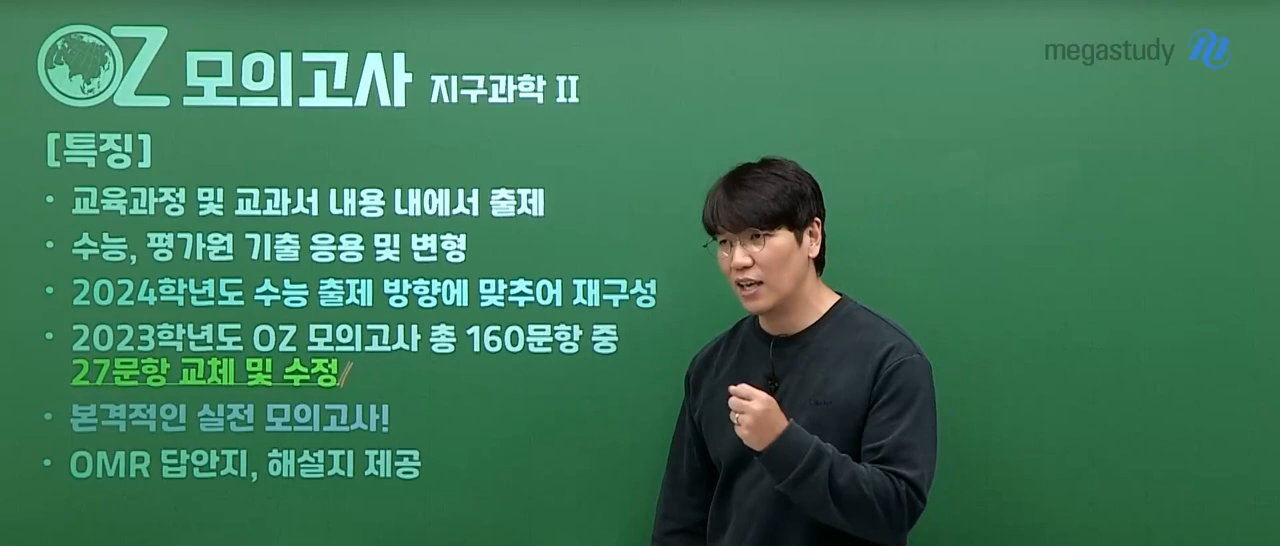 OZ 모의고사 지구과학 II
megastudy
[특징]
• 교육과정 및 교과서 내용 내에서 출제
• 수능, 평가원 기출 응용 및 변형
• 2024학년도 수능 출제 방향에 맞추어 재구성
• 2023학년도 OZ 모의고사 총 160문항 중
27문항 교체 및 수정
• 본격적인 실전 모의고사!
• OMR 답안지, 해설지 제공